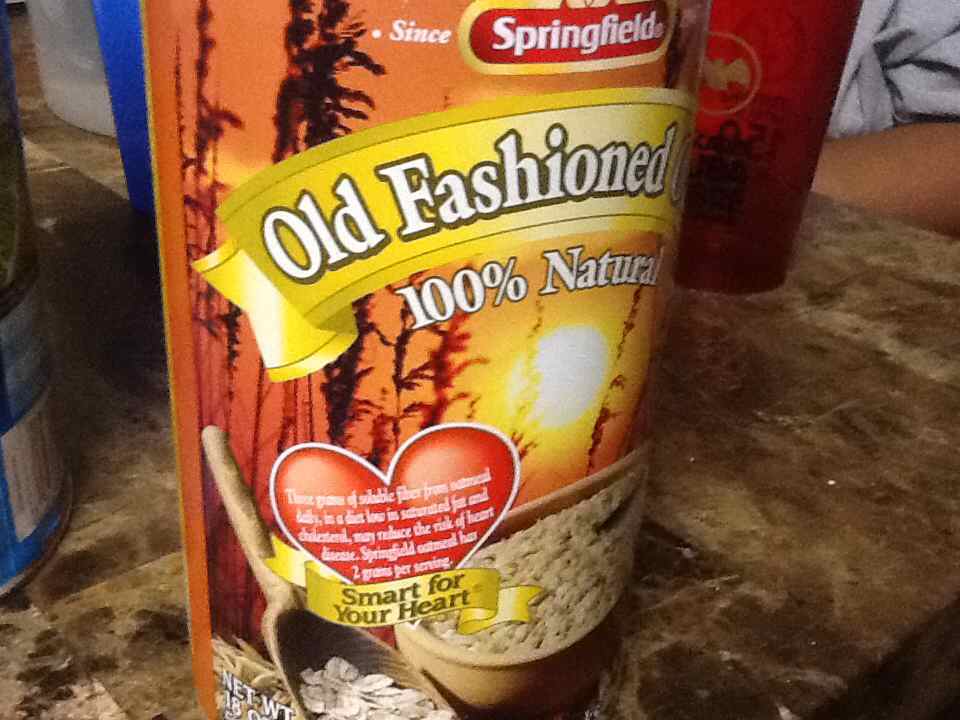 • Since
Springfield®
Old Fashioned
100% Natural
Three grams of soluble fiber from oatmeal
daily, in a diet low in saturated fat and
cholesterol, may reduce the risk of heart
disease. Springfield oatmeal has
2 grams per serving.
Smart for
Your Heart
NET WT
18 OZ